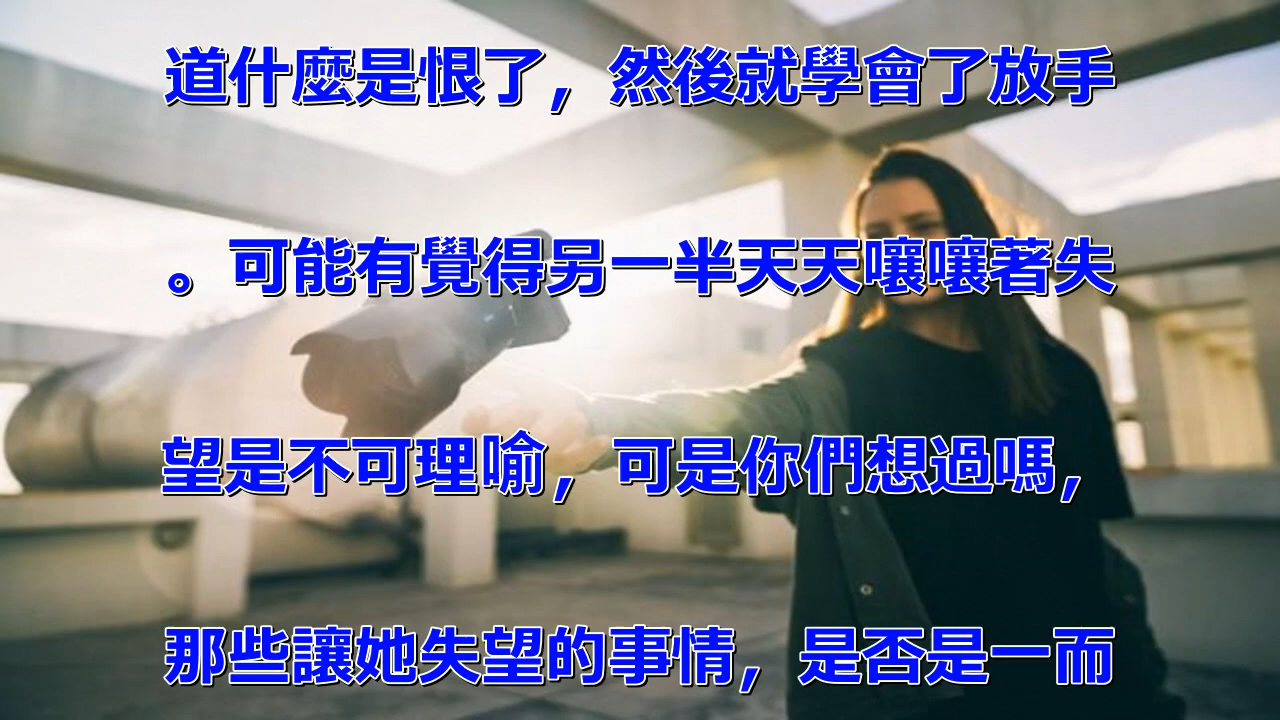 道什麼是恨了，然後就學會了放手
。可能有覺得另一半天天嚷嚷著失
望是不可理喻，可是你們想過嗎，
那些讓她失望的事情，是否是一而